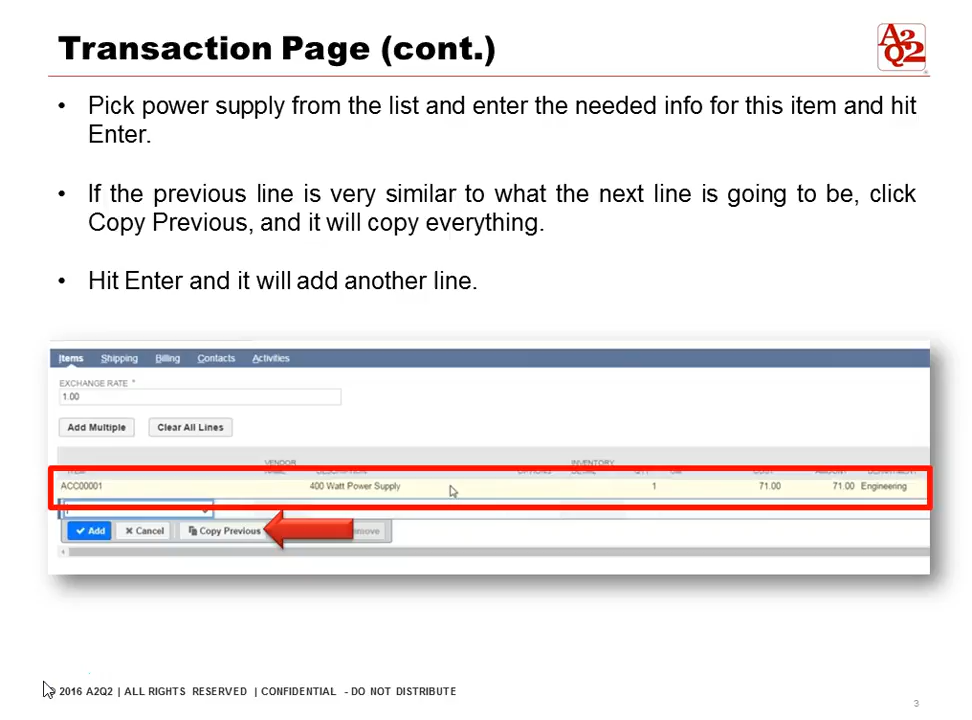 Transaction Page (cont.)
A2
Q2
• Pick power supply from the list and enter the needed info for this item and hit
Enter.
• If the previous line is very similar to what the next line is going to be, click
Copy Previous, and it will copy everything.
• Hit Enter and it will add another line.
Items Shipping Billing Contacts Activities
EXCHANGE RATE *
1.00
Add Multiple Clear All Lines
VENDOR INVENTORY
ACC00001 400 Watt Power Supply 1 71.00 71.00 Engineering
Add Cancel Copy Previous
2016 A2Q2 | ALL RIGHTS RESERVED | CONFIDENTIAL - DO NOT DISTRIBUTE
3